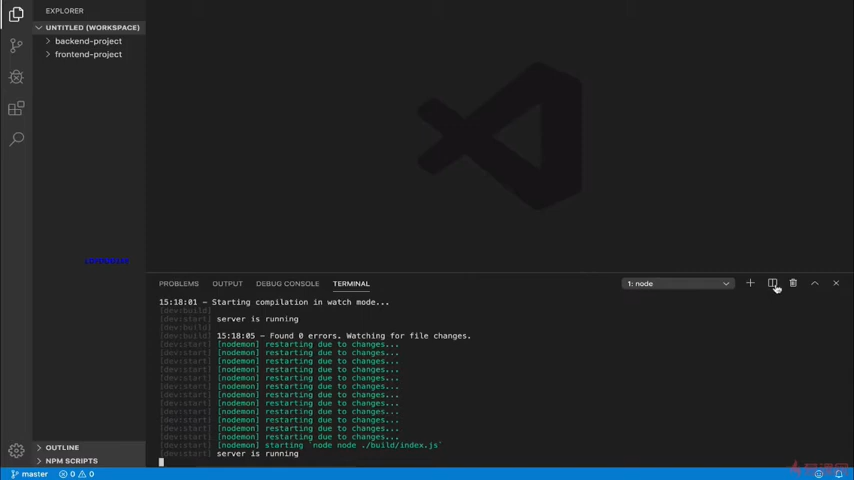 EXPLORER
UNTITLED (WORKSPACE)
backend-project
frontend-project
PROBLEMS
OUTPUT
DEBUG CONSOLE
TERMINAL
1: node
15:18:01 - Starting compilation in watch mode...
[dev:build]
[dev:start] server is running
[dev:build]
[dev:build] 15:18:05 - Found 0 errors. Watching for file changes.
[dev:start] [nodemon] restarting due to changes...
[dev:start] [nodemon] restarting due to changes...
[dev:start] [nodemon] restarting due to changes...
[dev:start] [nodemon] restarting due to changes...
[dev:start] [nodemon] restarting due to changes...
[dev:start] [nodemon] restarting due to changes...
[dev:start] [nodemon] restarting due to changes...
[dev:start] [nodemon] restarting due to changes...
[dev:start] [nodemon] restarting due to changes...
[dev:start] [nodemon] restarting due to changes...
[dev:start] [nodemon] restarting due to changes...
[dev:start] [nodemon] restarting due to changes...
[dev:start] [nodemon] starting `node node ./build/index.js`
[dev:start] server is running
OUTLINE
NPM SCRIPTS
master
0
0